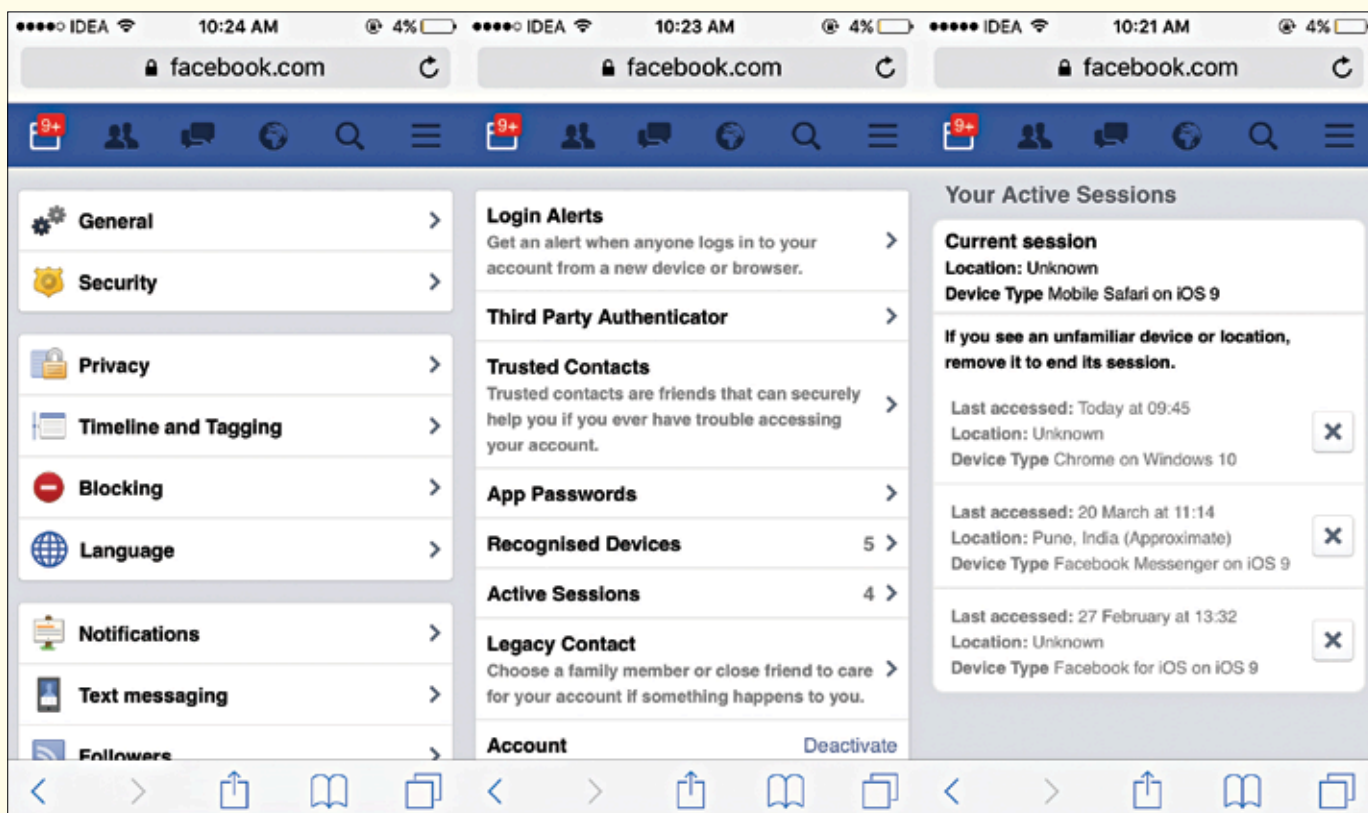 IDEA 10:24 AM 4%
facebook.com
9+
General
Security
Privacy
Timeline and Tagging
Blocking
Language
Notifications
Text messaging
Followers
IDEA 10:23 AM 4%
facebook.com
9+
Login Alerts
Get an alert when anyone logs in to your
account from a new device or browser.
Third Party Authenticator
Trusted Contacts
Trusted contacts are friends that can securely
help you if you ever have trouble accessing
your account.
App Passwords
Recognised Devices 5
Active Sessions 4
Legacy Contact
Choose a family member or close friend to care
for your account if something happens to you.
Account Deactivate
IDEA 10:21 AM 4%
facebook.com
9+
Your Active Sessions
Current session
Location: Unknown
Device Type Mobile Safari on iOS 9
If you see an unfamiliar device or location,
remove it to end its session.
Last accessed: Today at 09:45
Location: Unknown
Device Type Chrome on Windows 10
Last accessed: 20 March at 11:14
Location: Pune, India (Approximate)
Device Type Facebook Messenger on iOS 9
Last accessed: 27 February at 13:32
Location: Unknown
Device Type Facebook for iOS on iOS 9